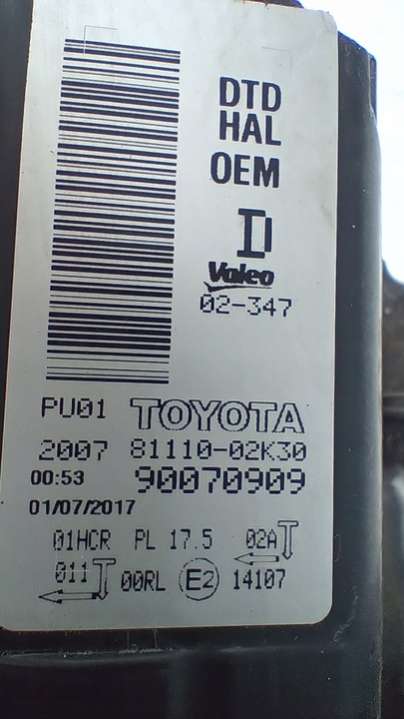 DTD
HAL
OEM
D
Valeo
02-347
PU01 TOYOTA
2007 81110-02K30
00:53 90070909
01/07/2017
01HCR PL 17.5 02A
011 00RL E2 14107